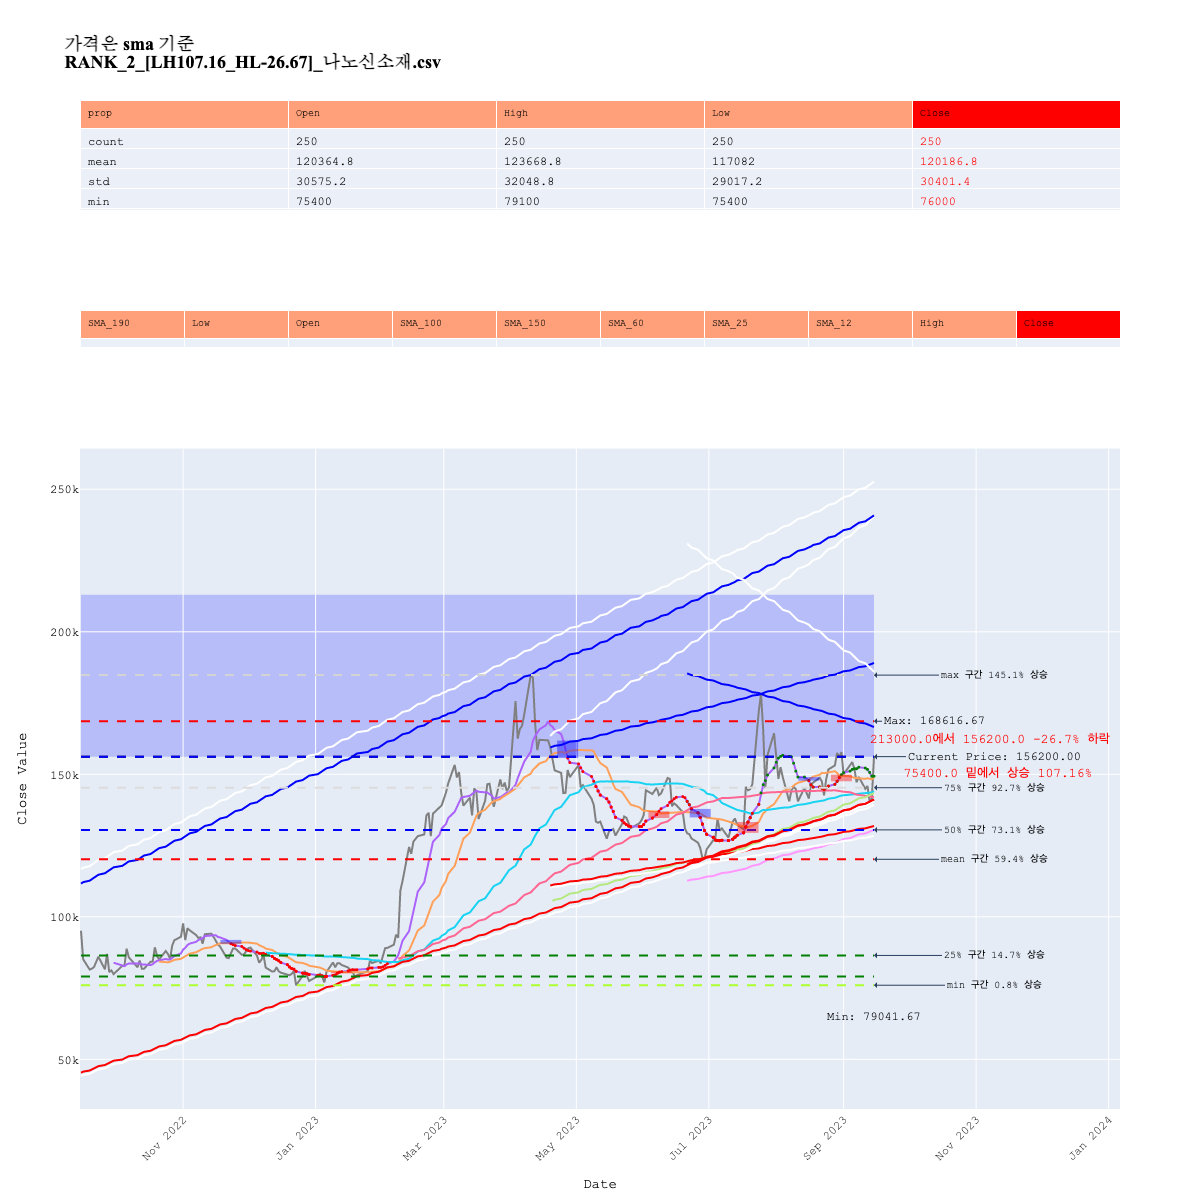 가격은 sma 기준
RANK_2_[LH107.16_HL-26.67]_나노신소재.csv
prop Open High Low Close
count 250 250 250 250
mean 120364.8 123668.8 117082 120186.8
std 30575.2 32048.8 29017.2 30401.4
min 75400 79100 75400 76000
SMA_190 Low Open SMA_100 SMA_150 SMA_60 SMA_25 SMA_12 High Close
250k
200k
max 구간 145.1% 상승
Max: 168616.67
213000.0에서 156200.0 -26.7% 하락
Current Price: 156200.00
150k
75400.0 밑에서 상승 107.16%
75% 구간 92.7% 상승
50% 구간 73.1% 상승
mean 구간 59.4% 상승
100k
25% 구간 14.7% 상승
min 구간 0.8% 상승
Min: 79041.67
50k
Close Value
Nov 2022
Jan 2023
Mar 2023
May 2023
Jul 2023
Sep 2023
Nov 2023
Jan 2024
Date